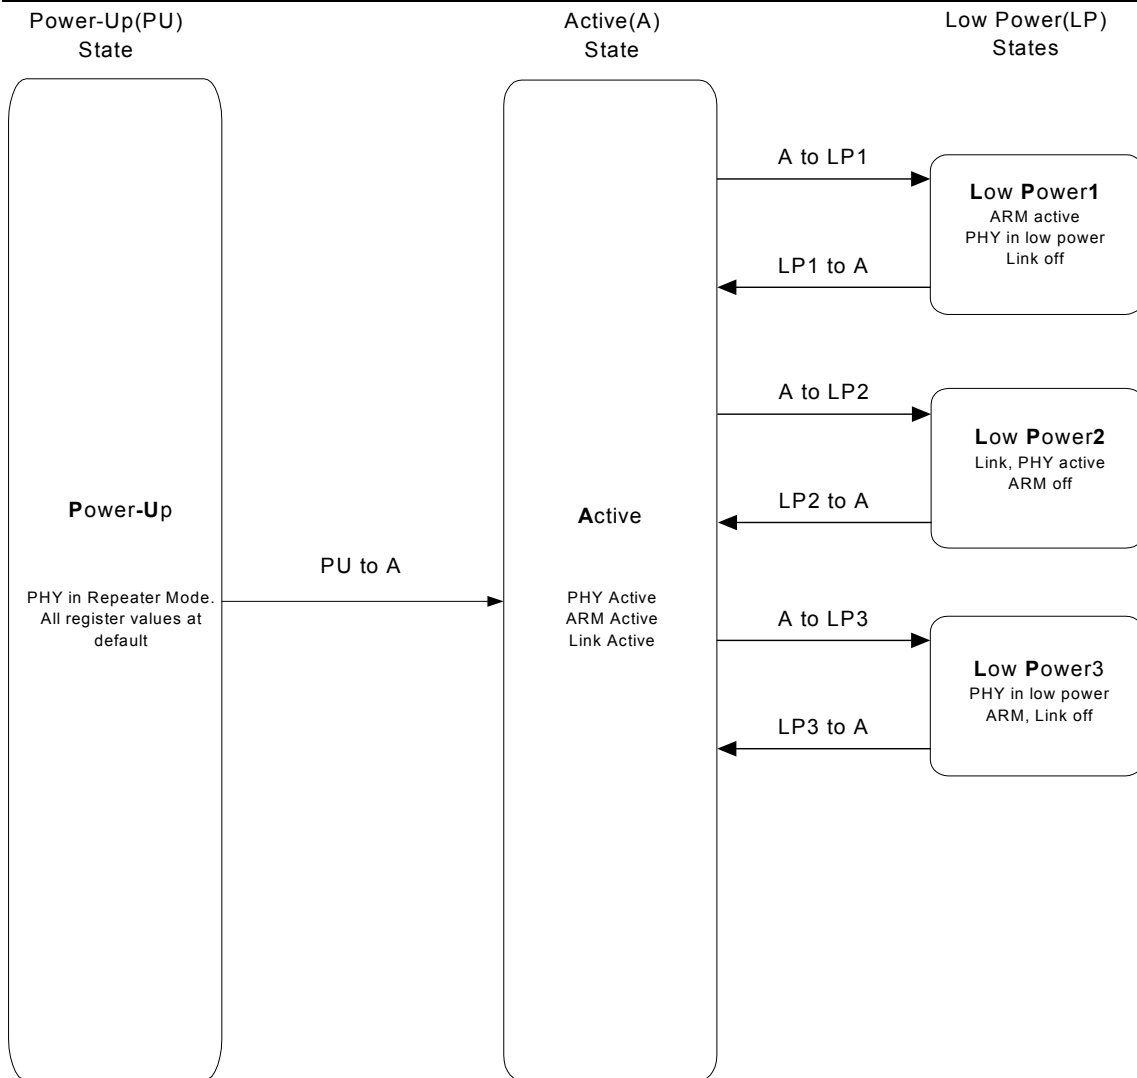 Power-Up(PU)
State
Active(A)
State
Low Power(LP)
States
Power-Up
PHY in Repeater Mode.
All register values at
default
PU to A
Active
PHY Active
ARM Active
Link Active
A to LP1
LP1 to A
Low Power1
ARM active
PHY in low power
Link off
A to LP2
LP2 to A
Low Power2
Link, PHY active
ARM off
A to LP3
LP3 to A
Low Power3
PHY in low power
ARM, Link off